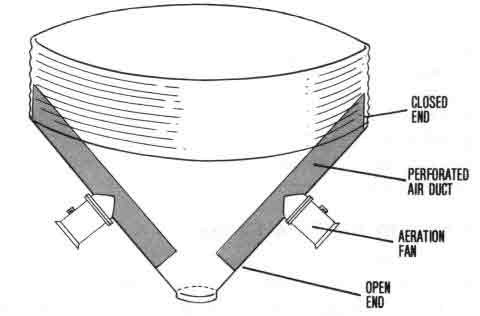 CLOSED
END
PERFORATED
AIR DUCT
AERATION
FAN
OPEN
END